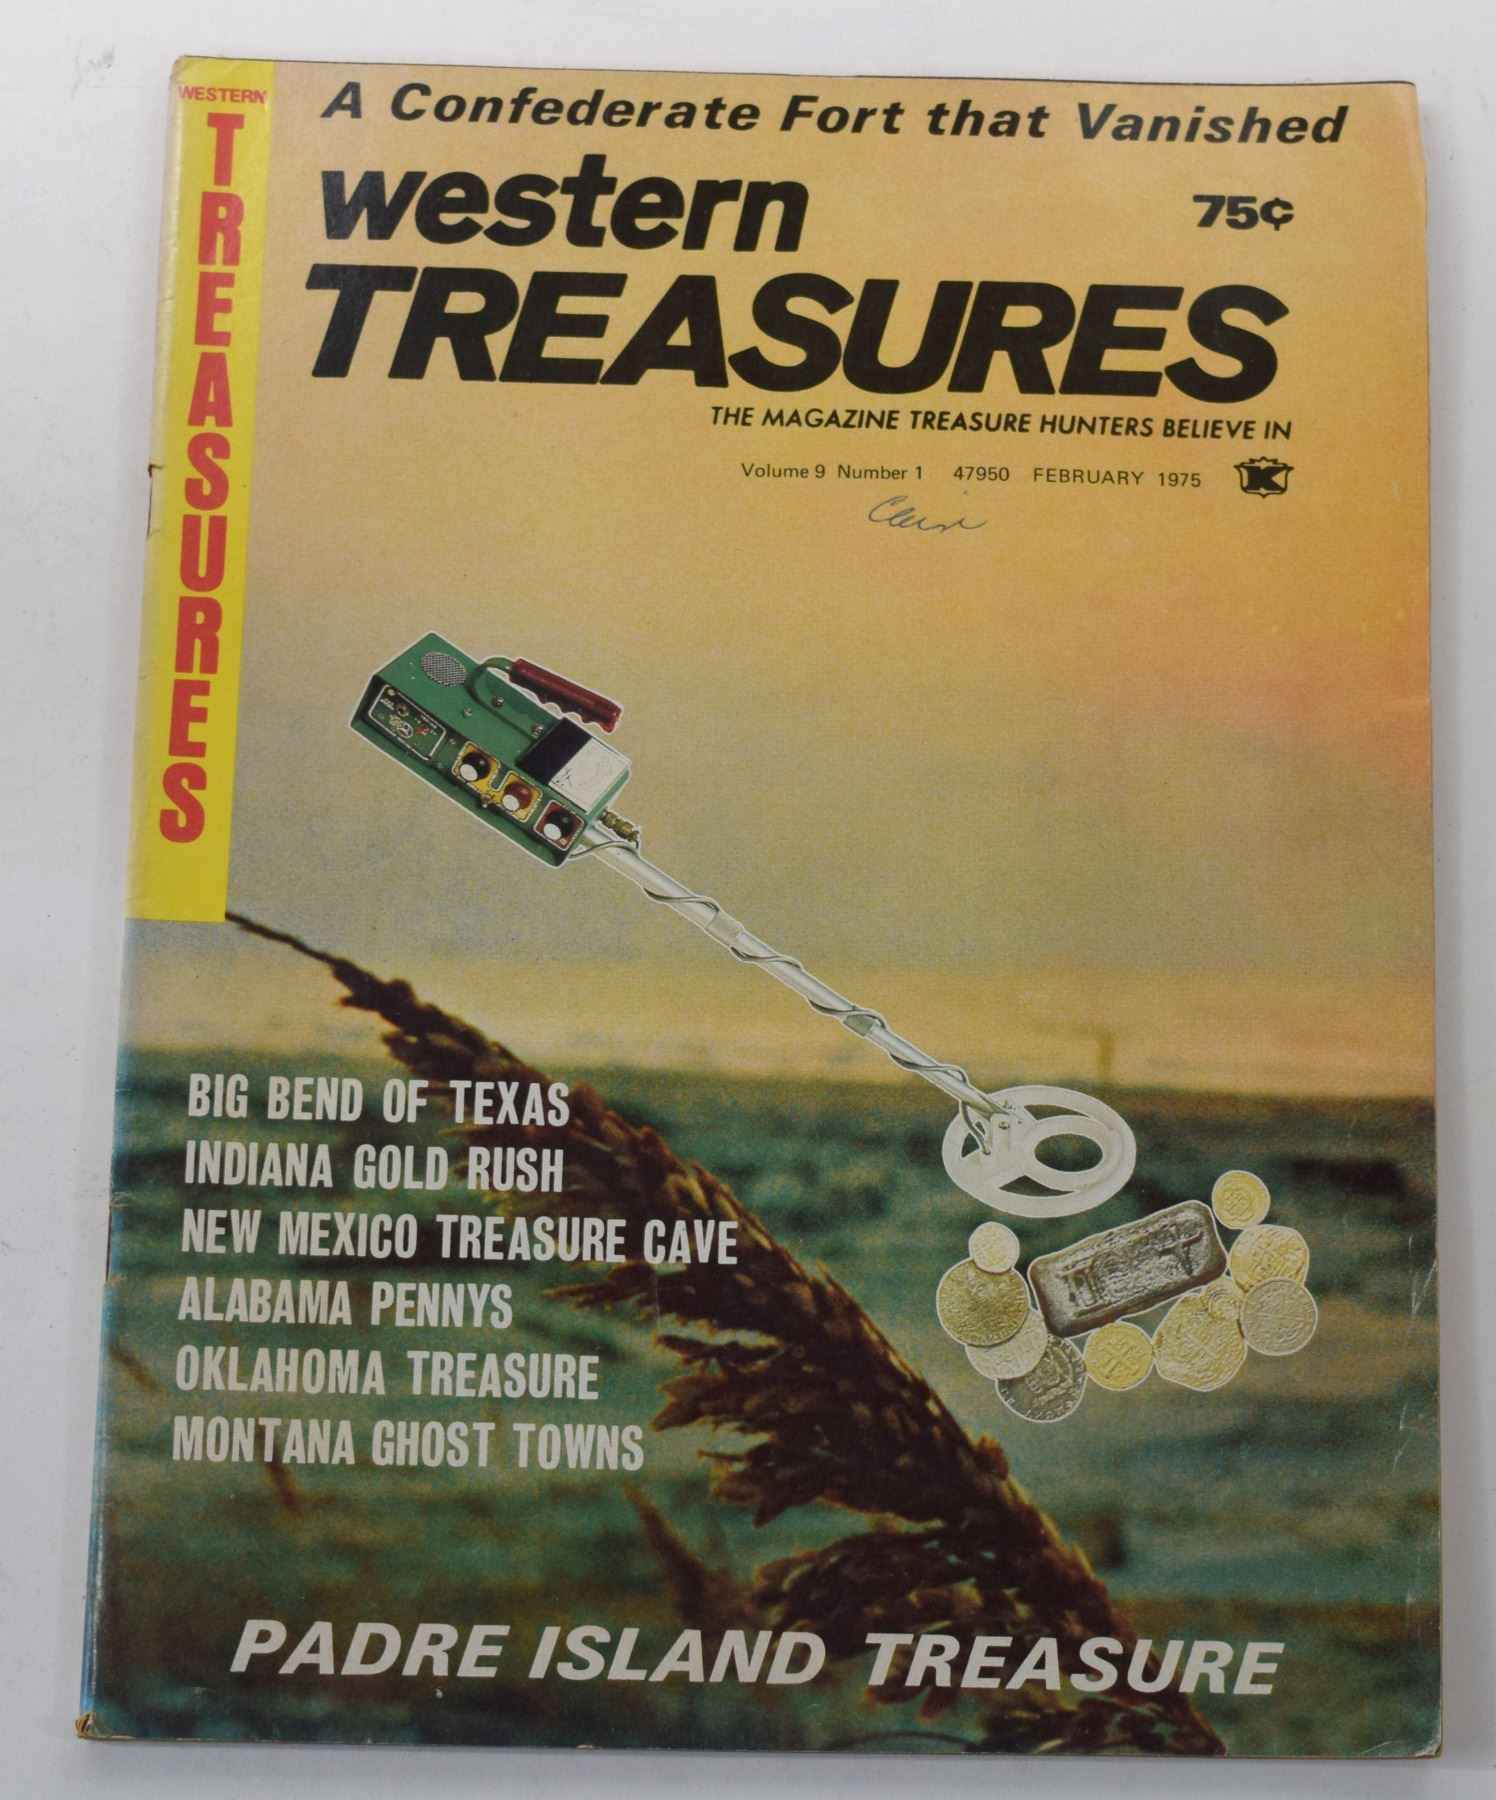 A Confederate Fort that Vanished
WESTERN
TREASURES
western
75¢
TREASURES
THE MAGAZINE TREASURE HUNTERS BELIEVE IN
Volume 9 Number 1 47950 FEBRUARY 1975
K
BIG BEND OF TEXAS
INDIANA GOLD RUSH
NEW MEXICO TREASURE CAVE
ALABAMA PENNYS
OKLAHOMA TREASURE
MONTANA GHOST TOWNS
PADRE ISLAND TREASURE